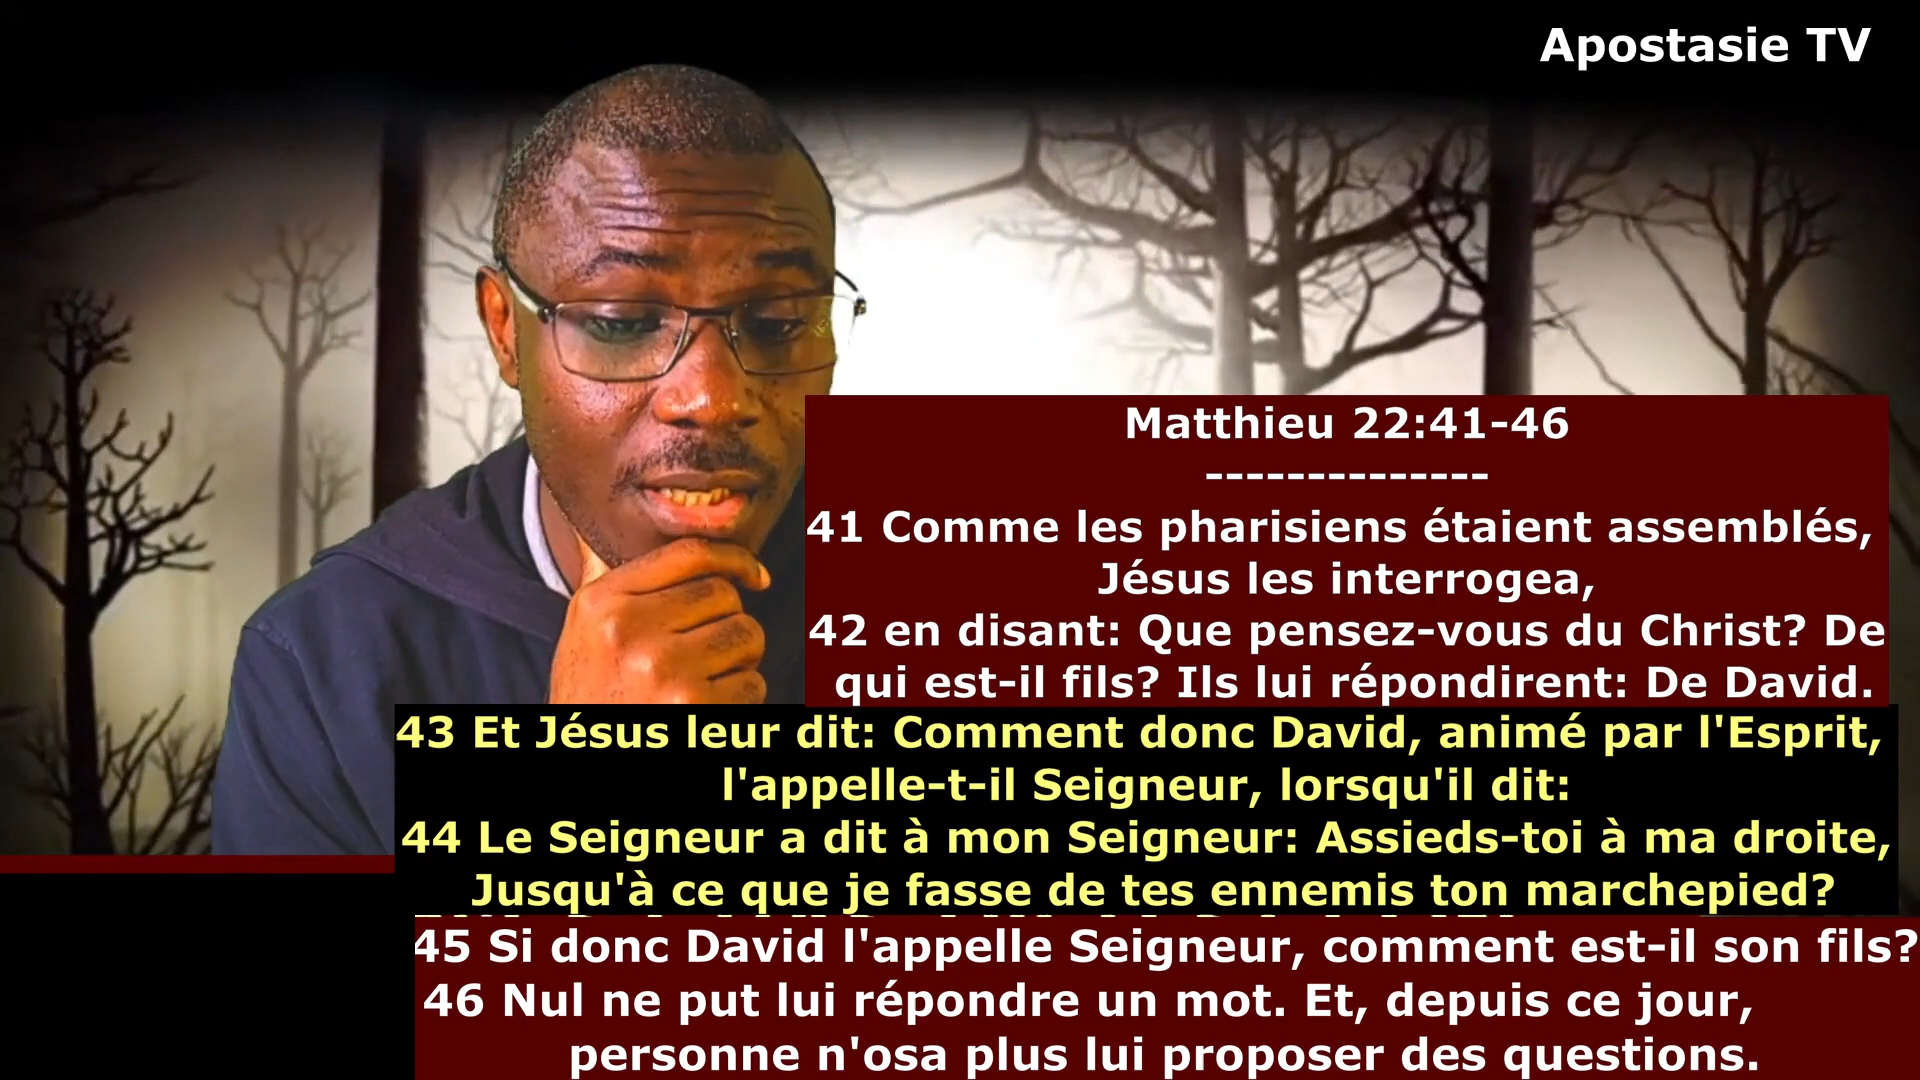 Apostasie TV
Matthieu 22:41-46
--------------
41 Comme les pharisiens étaient assemblés,
Jésus les interrogea,
42 en disant: Que pensez-vous du Christ? De
qui est-il fils? Ils lui répondirent: De David.
43 Et Jésus leur dit: Comment donc David, animé par l'Esprit,
l'appelle-t-il Seigneur, lorsqu'il dit:
44 Le Seigneur a dit à mon Seigneur: Assieds-toi à ma droite,
Jusqu'à ce que je fasse de tes ennemis ton marchepied?
45 Si donc David l'appelle Seigneur, comment est-il son fils?
46 Nul ne put lui répondre un mot. Et, depuis ce jour,
personne n'osa plus lui proposer des questions.